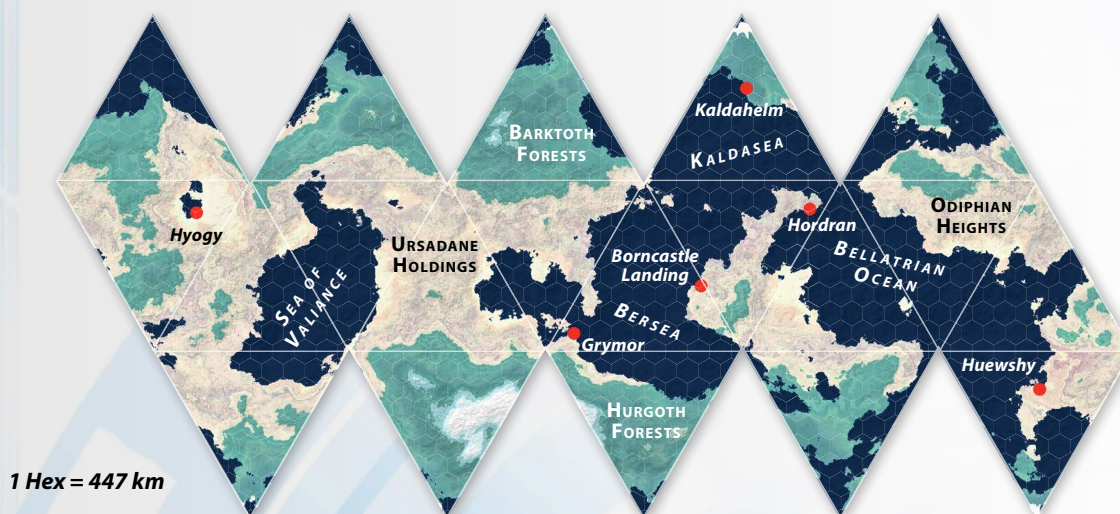 Kaldahelm
Barktoth
Forests
Kaldasea
Hyogy
Odiphian
Heights
Hordran
Ursadane
Holdings
Borncastle
Landing
Bellatrian
Ocean
Sea of
Valiance
Bersea
Grymor
Huewshy
Hurgoth
Forests
1 Hex = 447 km